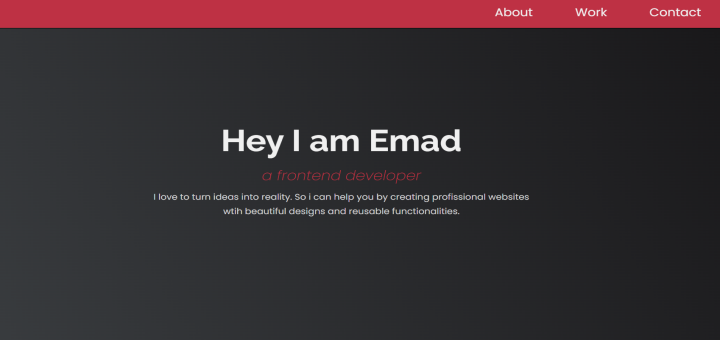 About Work Contact
Hey I am Emad
a frontend developer
I love to turn ideas into reality. So i can help you by creating profissional websites
wtih beautiful designs and reusable functionalities.